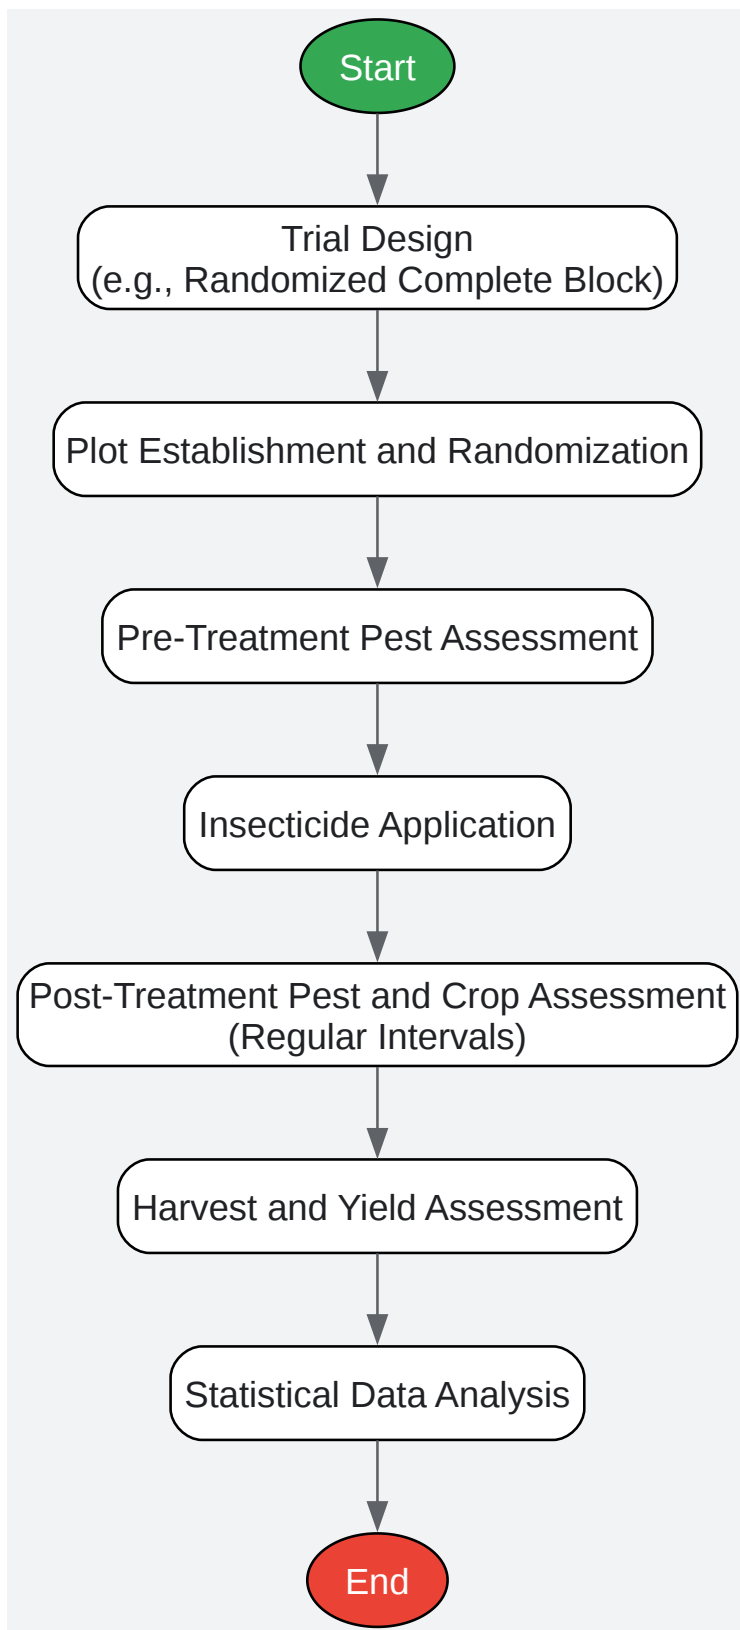 Start
Trial Design
(e.g., Randomized Complete Block)
Plot Establishment and Randomization
Pre-Treatment Pest Assessment
Insecticide Application
Post-Treatment Pest and Crop Assessment
(Regular Intervals)
Harvest and Yield Assessment
Statistical Data Analysis
End